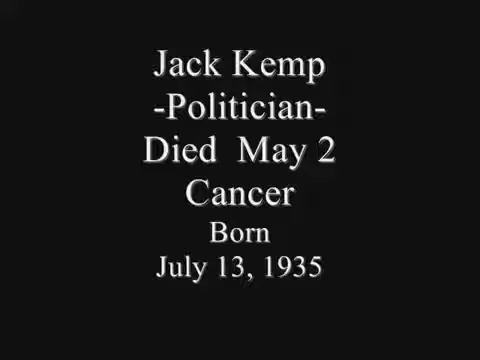 Jack Kemp
-Politician-
Died  May 2
Cancer
Born
July 13, 1935